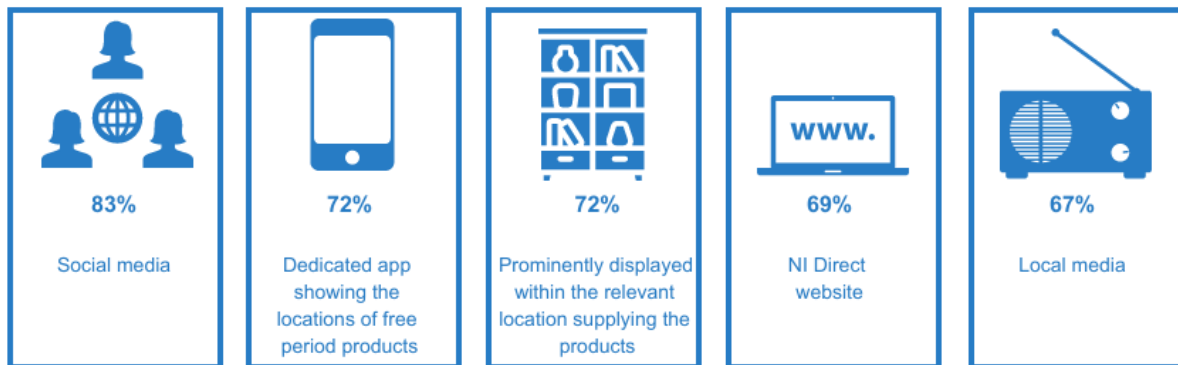 83%
Social media
72%
Dedicated app
showing the
locations of free
period products
72%
Prominently displayed
within the relevant
location supplying the
products
www.
69%
NI Direct
website
67%
Local media